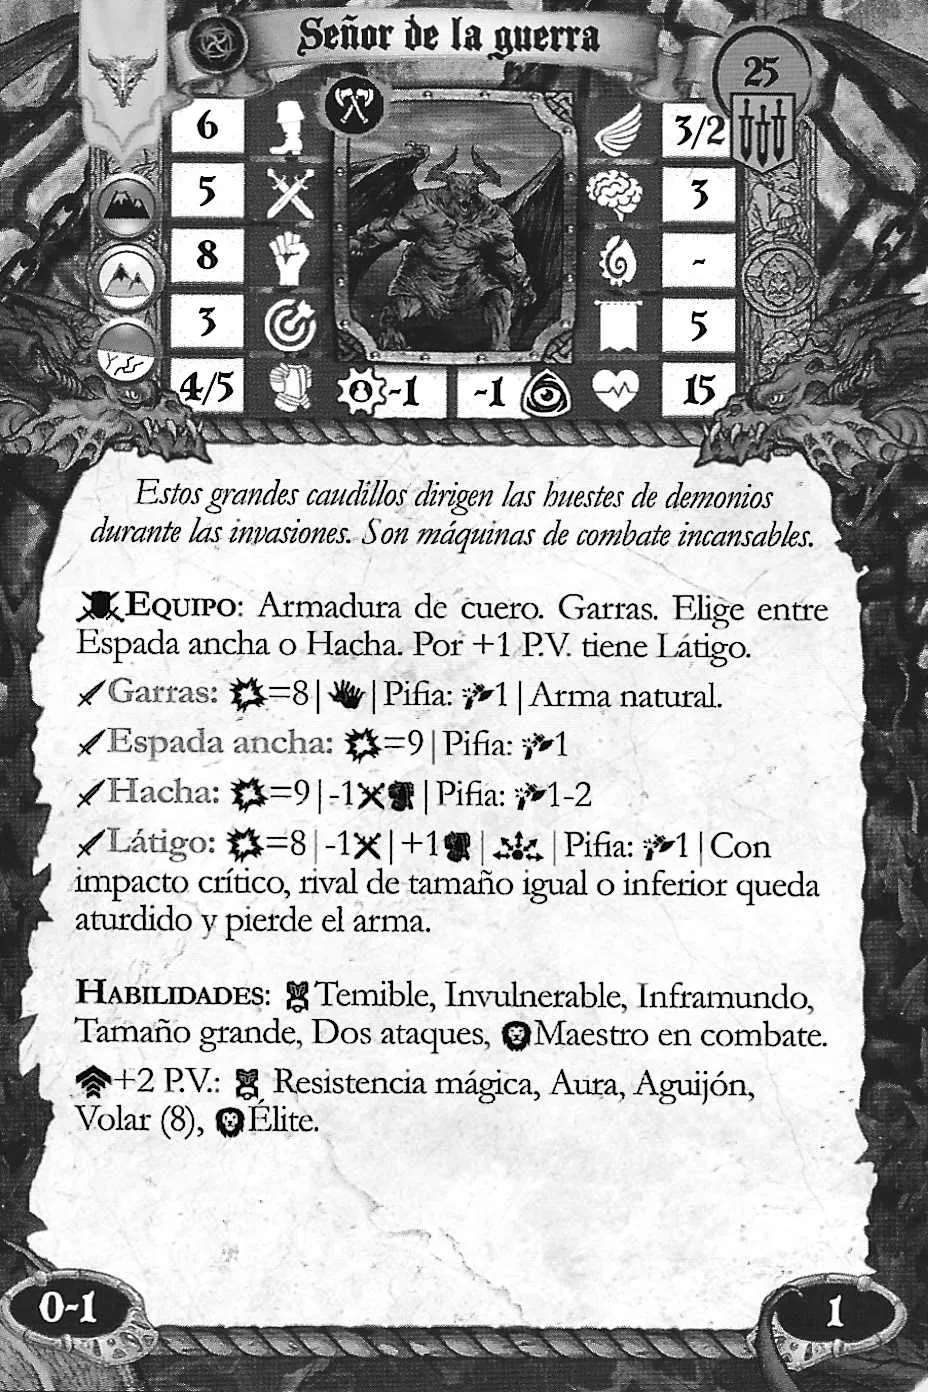 Señor de la guerra
25
6
3/2
5
3
8
-
3
5
4/5
-1
-1
15
Estos grandes caudillos dirigen las huestes de demonios
durante las invasiones. Son máquinas de combate incansables.
EQUIPO: Armadura de cuero. Garras. Elige entre
Espada ancha o Hacha. Por +1 P.V. tiene Látigo.
Garras: =8 | | Pifia: 1 | Arma natural.
Espada ancha: =9 | Pifia: 1
Hacha: =9 | -1 | Pifia: 1-2
Látigo: =8 | -1 | +1 | | Pifia: 1 | Con
impacto crítico, rival de tamaño igual o inferior queda
aturdido y pierde el arma.
HABILIDADES: Temible, Invulnerable, Inframundo,
Tamaño grande, Dos ataques, Maestro en combate.
+2 P.V.: Resistencia mágica, Aura, Aguijón,
Volar (8), Élite.
0-1
1